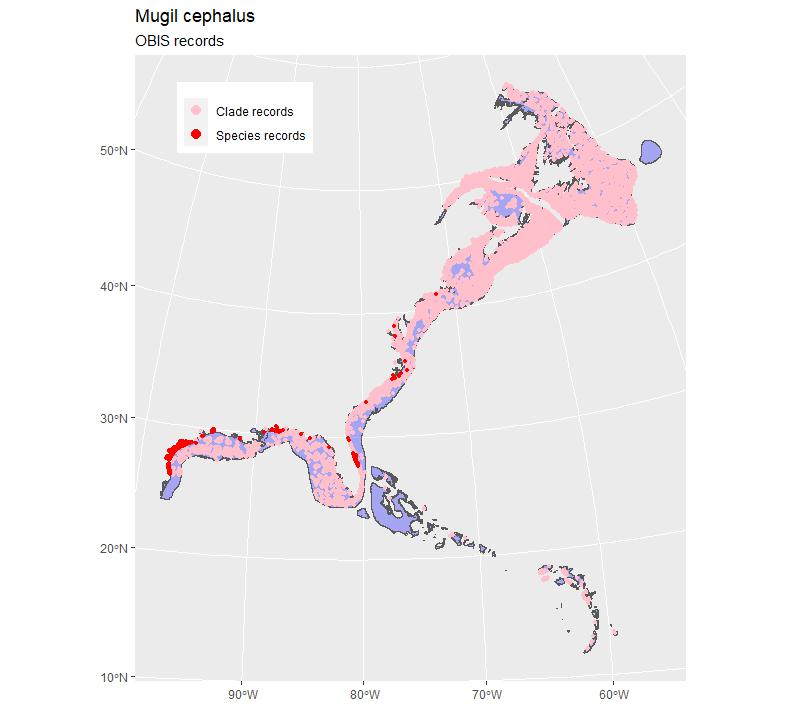 Mugil cephalus
OBIS records
Clade records
Species records
50°N
40°N
30°N
20°N
10°N
90°W
80°W
70°W
60°W